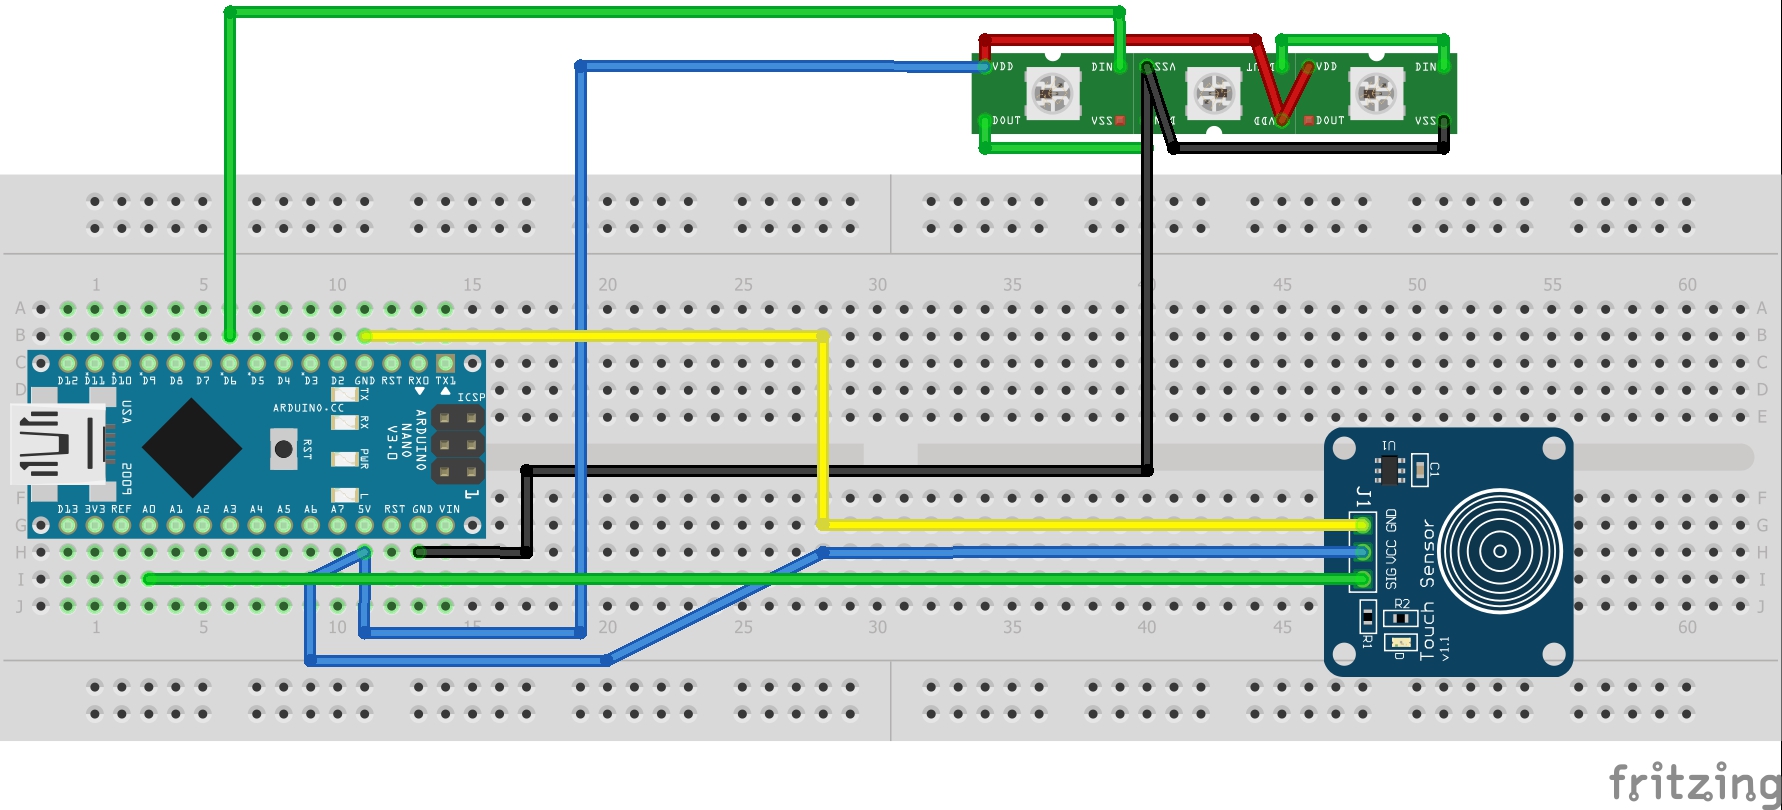 VDD DIN VSS DOUT VDD DIN
DOUT VSS DIN VDD DOUT VSS
1 5 10 15 20 25 30 35 40 45 50 55 60
A A
B B
C C
D12 D11 D10 D9 D8 D7 D6 D5 D4 D3 D2 GND RST RX0 TX1
D D
E E
ICSP
USA
ARDUINO.CC
TX
RX
RST
PWR
L
ARDUINO
NANO
V3.0
2009
1
D13 3V3 REF A0 A1 A2 A3 A4 A5 A6 A7 5V RST GND VIN
F F
G G
H H
I I
J J
U1
C1
J1
GND
VCC
SIG
R2
R1
D
Touch Sensor
v1.1
1 5 10 15 20 25 30 35 40 45 60
fritzing